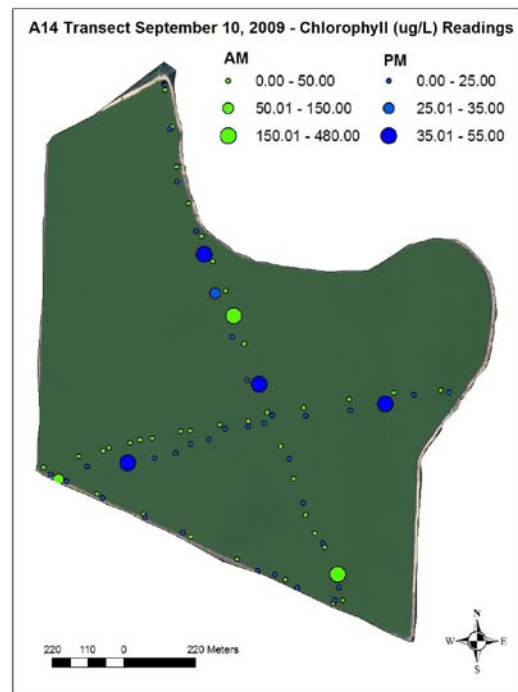 A14 Transect September 10, 2009 - Chlorophyll (ug/L) Readings
AM
0.00 - 50.00
50.01 - 150.00
150.01 - 480.00
PM
0.00 - 25.00
25.01 - 35.00
35.01 - 55.00
220 110 0 220 Meters
N
W E
S